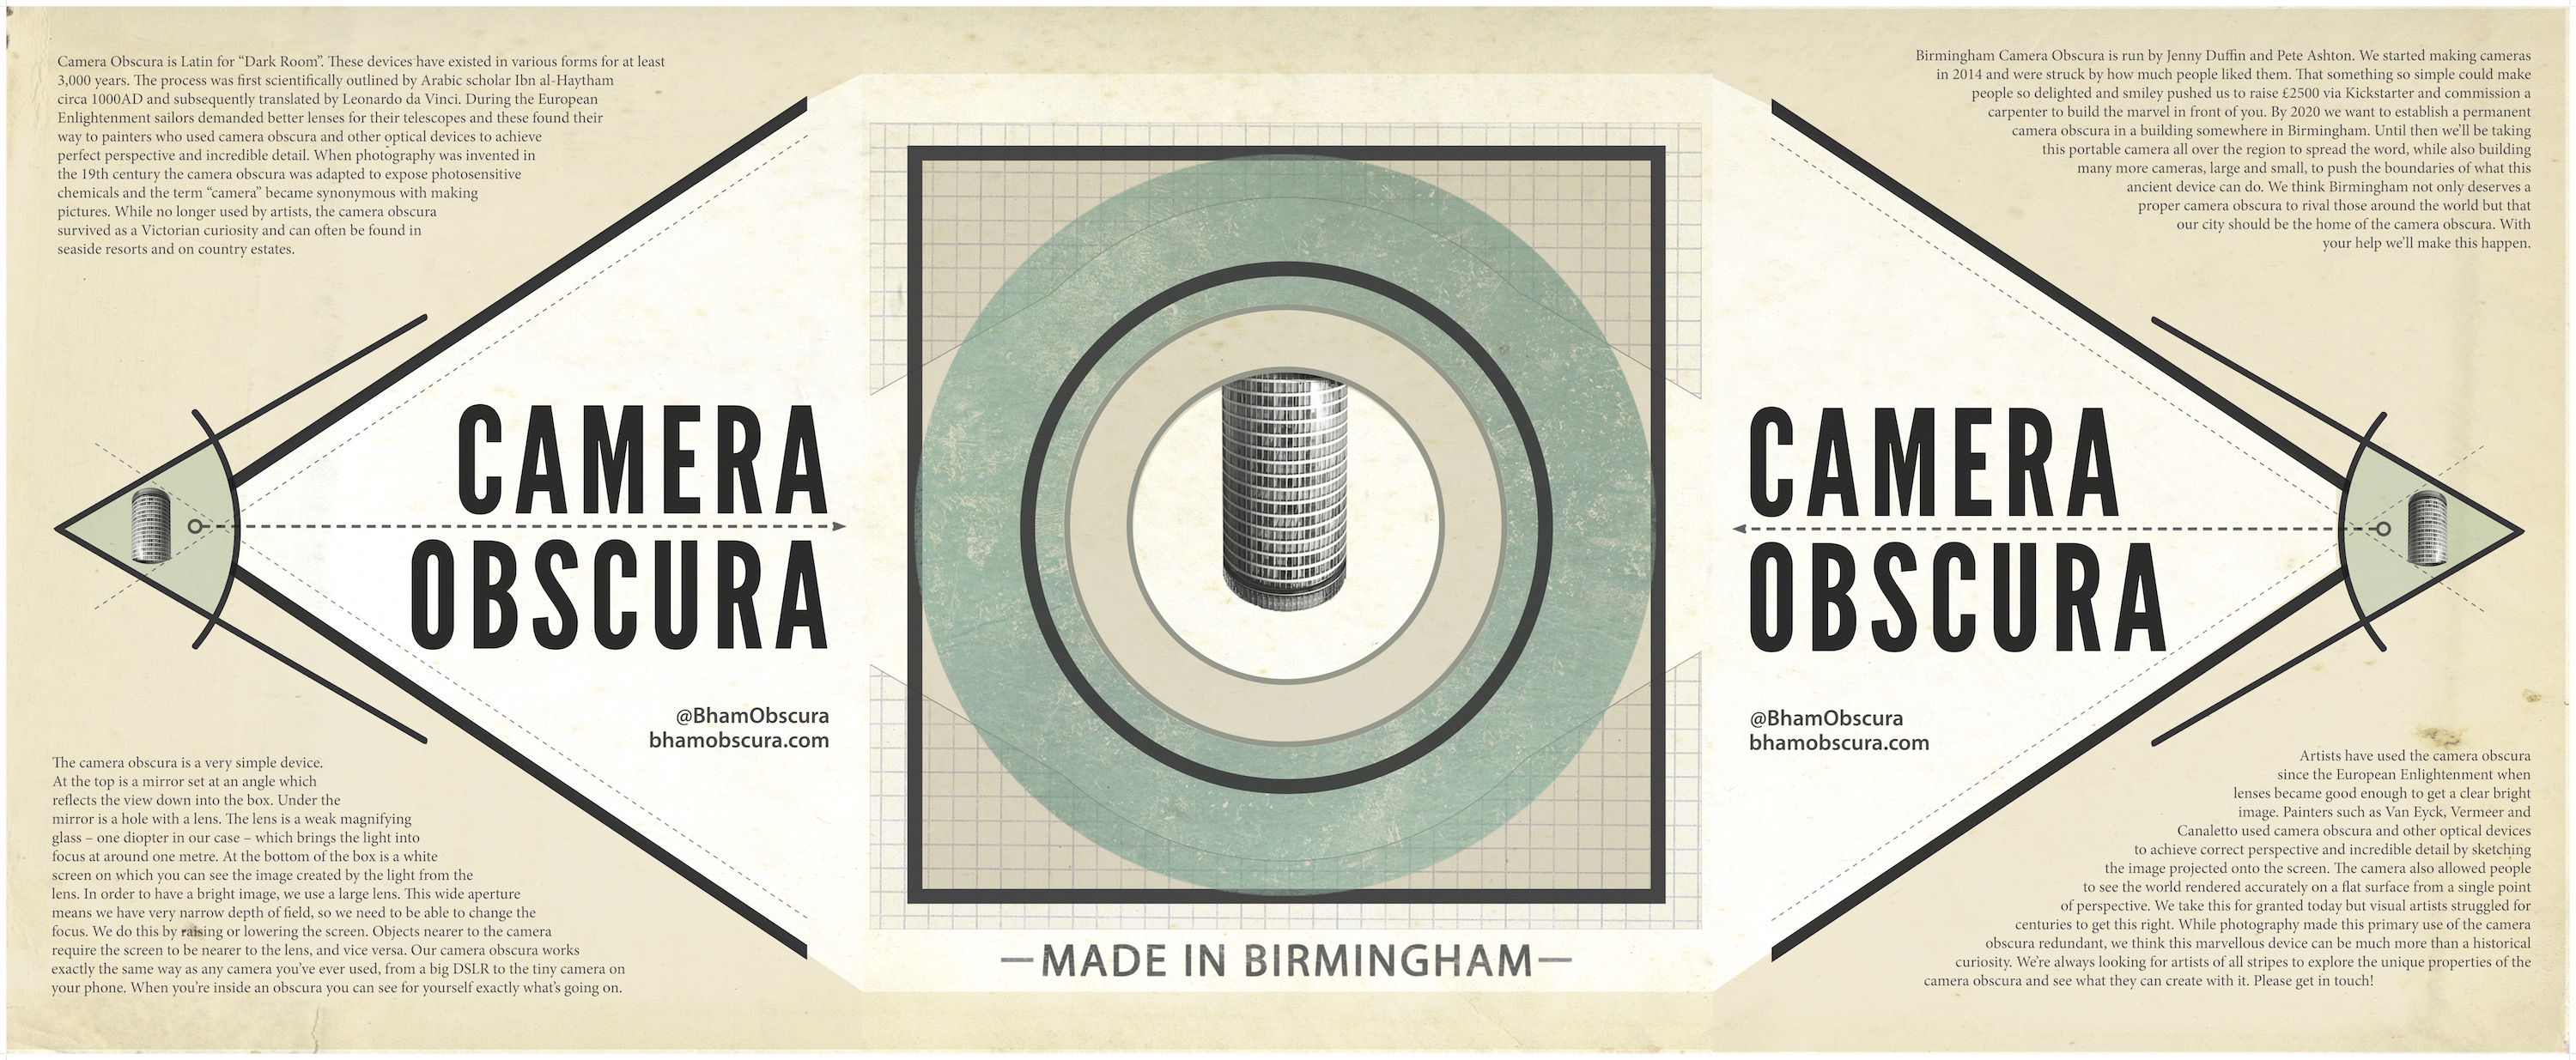 Camera Obscura is Latin for “Dark Room”. These devices have existed in various forms for at least
3,000 years. The process was first scientifically outlined by Arabic scholar Ibn al-Haytham
circa 1000AD and subsequently translated by Leonardo da Vinci. During the European
Enlightenment sailors demanded better lenses for their telescopes and these found their
way to painters who used camera obscura and other optical devices to achieve
perfect perspective and incredible detail. When photography was invented in
the 19th century the camera obscura was adapted to expose photosensitive
chemicals and the term “camera” became synonymous with making
pictures. While no longer used by artists, the camera obscura
survived as a Victorian curiosity and can often be found in
seaside resorts and on country estates.
CAMERA
OBSCURA
@BhamObscura
bhamobscura.com
The camera obscura is a very simple device.
At the top is a mirror set at an angle which
reflects the view down into the box. Under the
mirror is a hole with a lens. The lens is a weak magnifying
glass – one diopter in our case – which brings the light into
focus at around one metre. At the bottom of the box is a white
screen on which you can see the image created by the light from the
lens. In order to have a bright image, we use a large lens. This wide aperture
means we have very narrow depth of field, so we need to be able to change the
focus. We do this by raising or lowering the screen. Objects nearer to the camera
require the screen to be nearer to the lens, and vice versa. Our camera obscura works
exactly the same way as any camera you’ve ever used, from a big DSLR to the tiny camera on
your phone. When you’re inside an obscura you can see for yourself exactly what’s going on.
—MADE IN BIRMINGHAM—
Birmingham Camera Obscura is run by Jenny Duffin and Pete Ashton. We started making cameras
in 2014 and were struck by how much people liked them. That something so simple could make
people so delighted and smiley pushed us to raise £2500 via Kickstarter and commission a
carpenter to build the marvel in front of you. By 2020 we want to establish a permanent
camera obscura in a building somewhere in Birmingham. Until then we’ll be taking
this portable camera all over the region to spread the word, while also building
many more cameras, large and small, to push the boundaries of what this
ancient device can do. We think Birmingham not only deserves a
proper camera obscura to rival those around the world but that
our city should be the home of the camera obscura. With
your help we’ll make this happen.
CAMERA
OBSCURA
@BhamObscura
bhamobscura.com
Artists have used the camera obscura
since the European Enlightenment when
lenses became good enough to get a clear bright
image. Painters such as Van Eyck, Vermeer and
Canaletto used camera obscura and other optical devices
to achieve correct perspective and incredible detail by sketching
the image projected onto the screen. The camera also allowed people
to see the world rendered accurately on a flat surface from a single point
of perspective. We take this for granted today but visual artists struggled for
centuries to get this right. While photography made this primary use of the camera
obscura redundant, we think this marvellous device can be much more than a historical
curiosity. We’re always looking for artists of all stripes to explore the unique properties of the
camera obscura and see what they can create with it. Please get in touch!